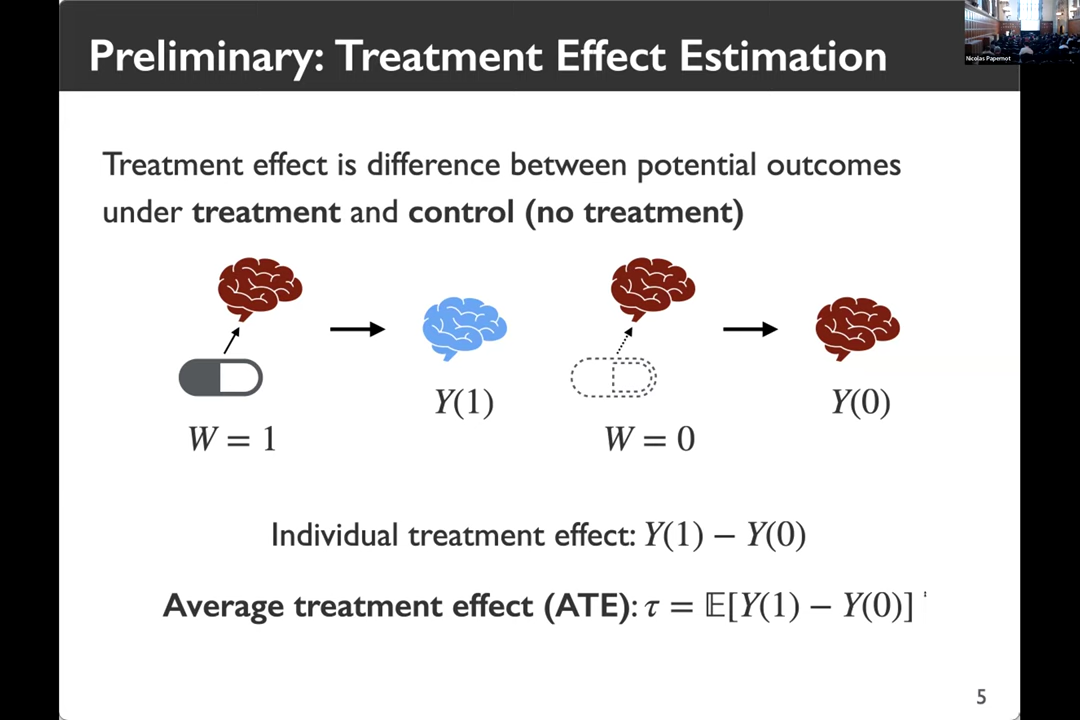 Preliminary: Treatment Effect Estimation
Nicolas Papernot
Treatment effect is difference between potential outcomes
under treatment and control (no treatment)
Y(1)
Y(0)
W = 1
W = 0
Individual treatment effect: Y(1) − Y(0)
Average treatment effect (ATE): τ = 𝔼[Y(1) − Y(0)]
5